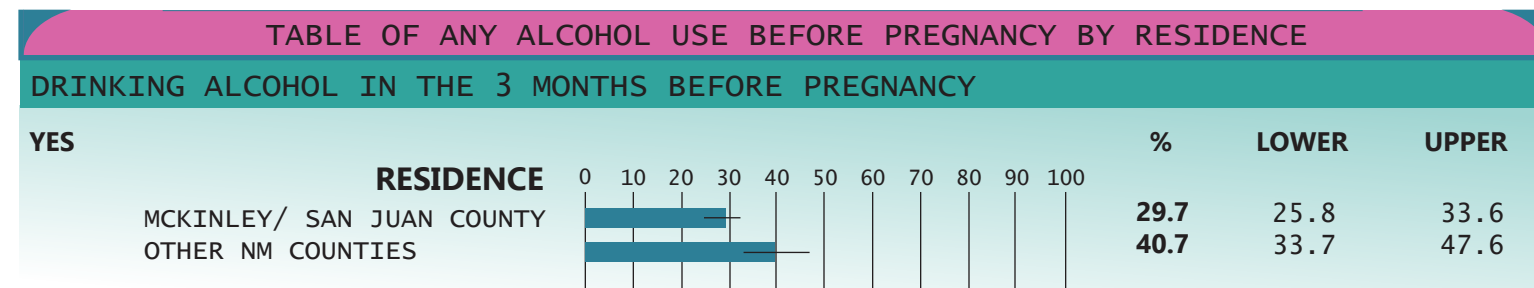 TABLE OF ANY ALCOHOL USE BEFORE PREGNANCY BY RESIDENCE
DRINKING ALCOHOL IN THE 3 MONTHS BEFORE PREGNANCY
YES % LOWER UPPER
RESIDENCE 0 10 20 30 40 50 60 70 80 90 100
MCKINLEY/ SAN JUAN COUNTY 29.7 25.8 33.6
OTHER NM COUNTIES 40.7 33.7 47.6